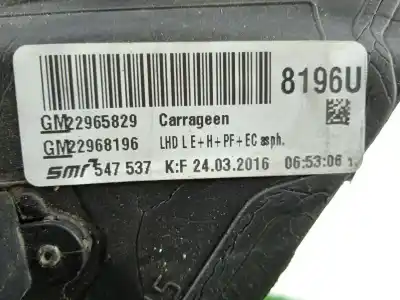 8196U
GM22965829 Carrageen
GM22968196 LHD L E+H+PF+EC asph.
smr 547 537 K:F 24.03.2016 06:53:06